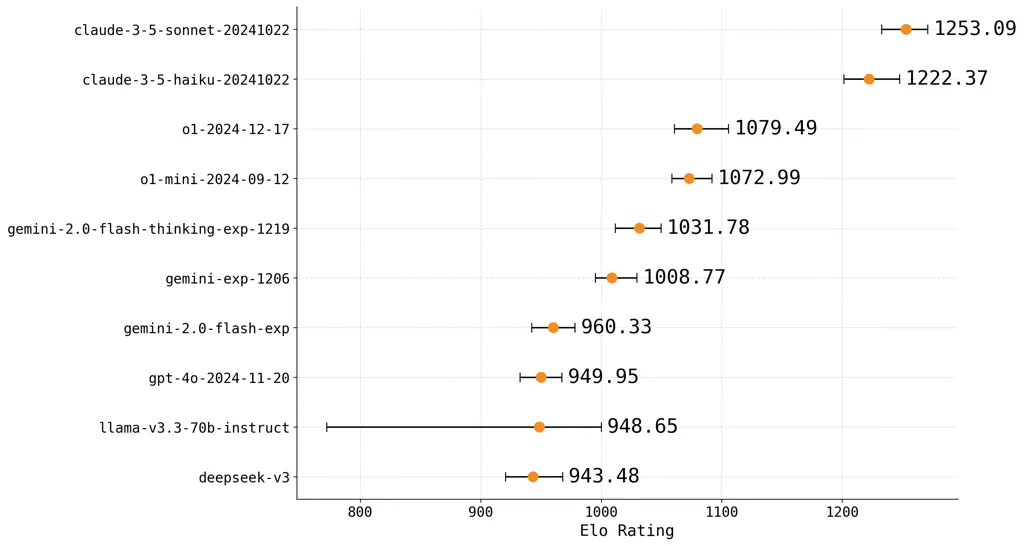 claude-3-5-sonnet-20241022 1253.09
claude-3-5-haiku-20241022 1222.37
o1-2024-12-17 1079.49
o1-mini-2024-09-12 1072.99
gemini-2.0-flash-thinking-exp-1219 1031.78
gemini-exp-1206 1008.77
gemini-2.0-flash-exp 960.33
gpt-4o-2024-11-20 949.95
llama-v3.3-70b-instruct 948.65
deepseek-v3 943.48
800 900 1000 1100 1200
Elo Rating